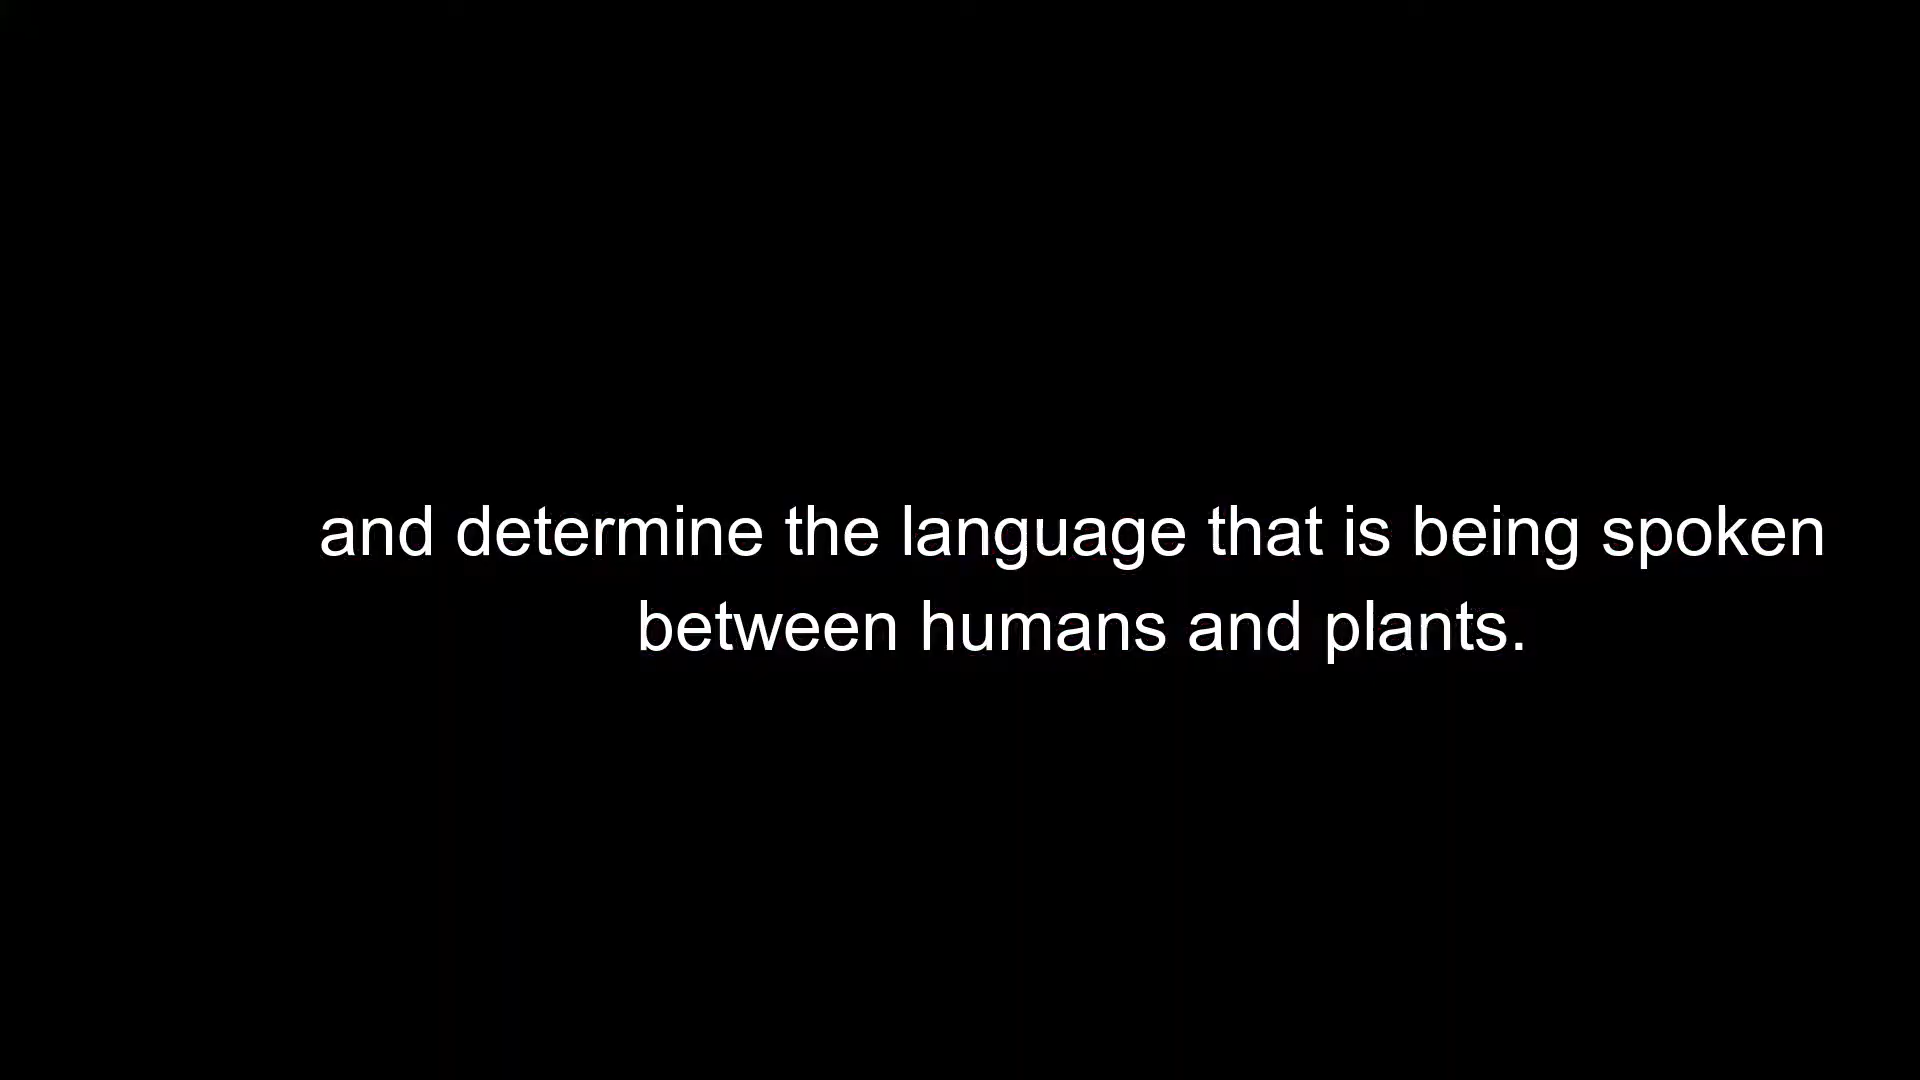 and determine the language that is being spoken
between humans and plants.